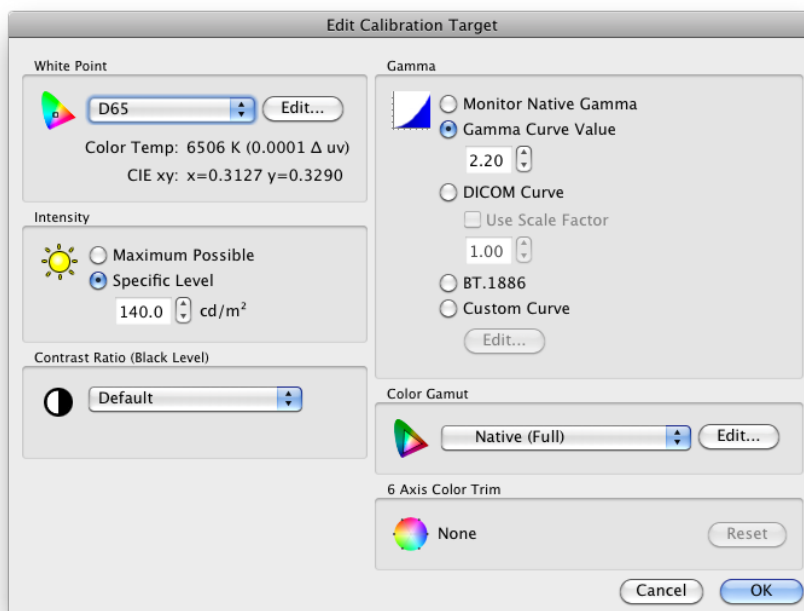 Edit Calibration Target
White Point
D65
Edit...
Color Temp: 6506 K (0.0001 Δ uv)
CIE xy: x=0.3127 y=0.3290
Intensity
Maximum Possible
Specific Level
140.0 cd/m²
Contrast Ratio (Black Level)
Default
Gamma
Monitor Native Gamma
Gamma Curve Value
2.20
DICOM Curve
Use Scale Factor
1.00
BT.1886
Custom Curve
Edit...
Color Gamut
Native (Full)
Edit...
6 Axis Color Trim
None
Reset
Cancel
OK